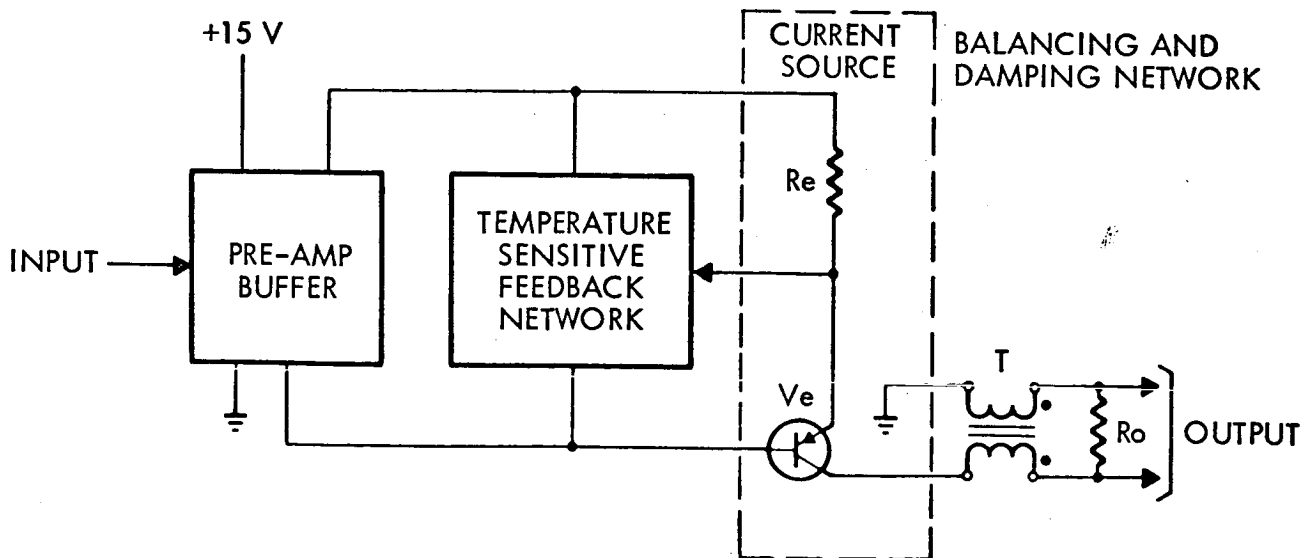 +15 V
CURRENT
SOURCE
BALANCING AND
DAMPING NETWORK
Re
INPUT
PRE-AMP
BUFFER
TEMPERATURE
SENSITIVE
FEEDBACK
NETWORK
T
Ve
Ro
OUTPUT